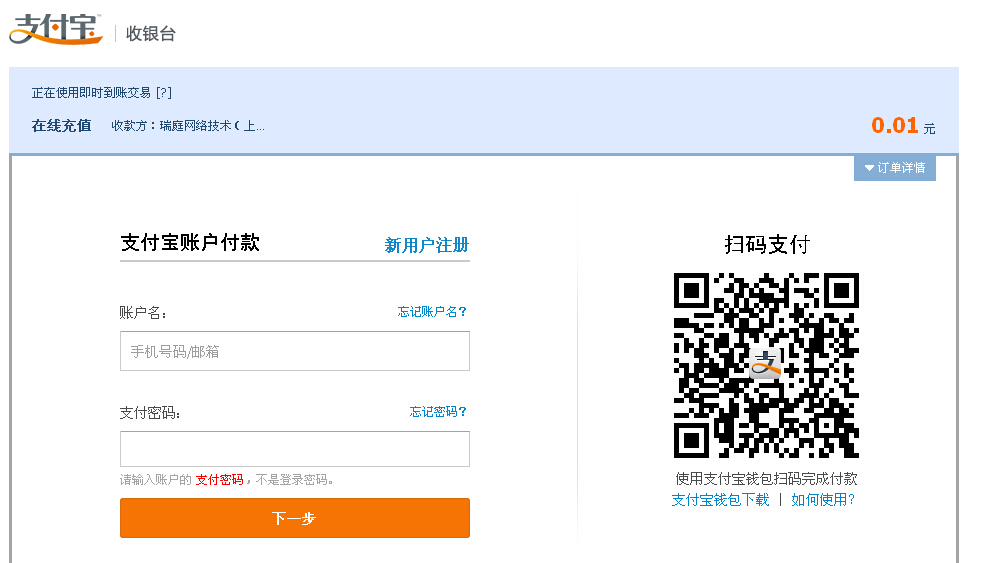 支付宝 收银台
正在使用即时到账交易 [?]
在线充值 收款方：瑞庭网络技术（上... 0.01 元
订单详情
支付宝账户付款 新用户注册
账户名： 忘记账户名?
手机号码/邮箱
支付密码： 忘记密码?
请输入账户的 支付密码，不是登录密码。
下一步
扫码支付
支
使用支付宝钱包扫码完成付款
支付宝钱包下载 | 如何使用?